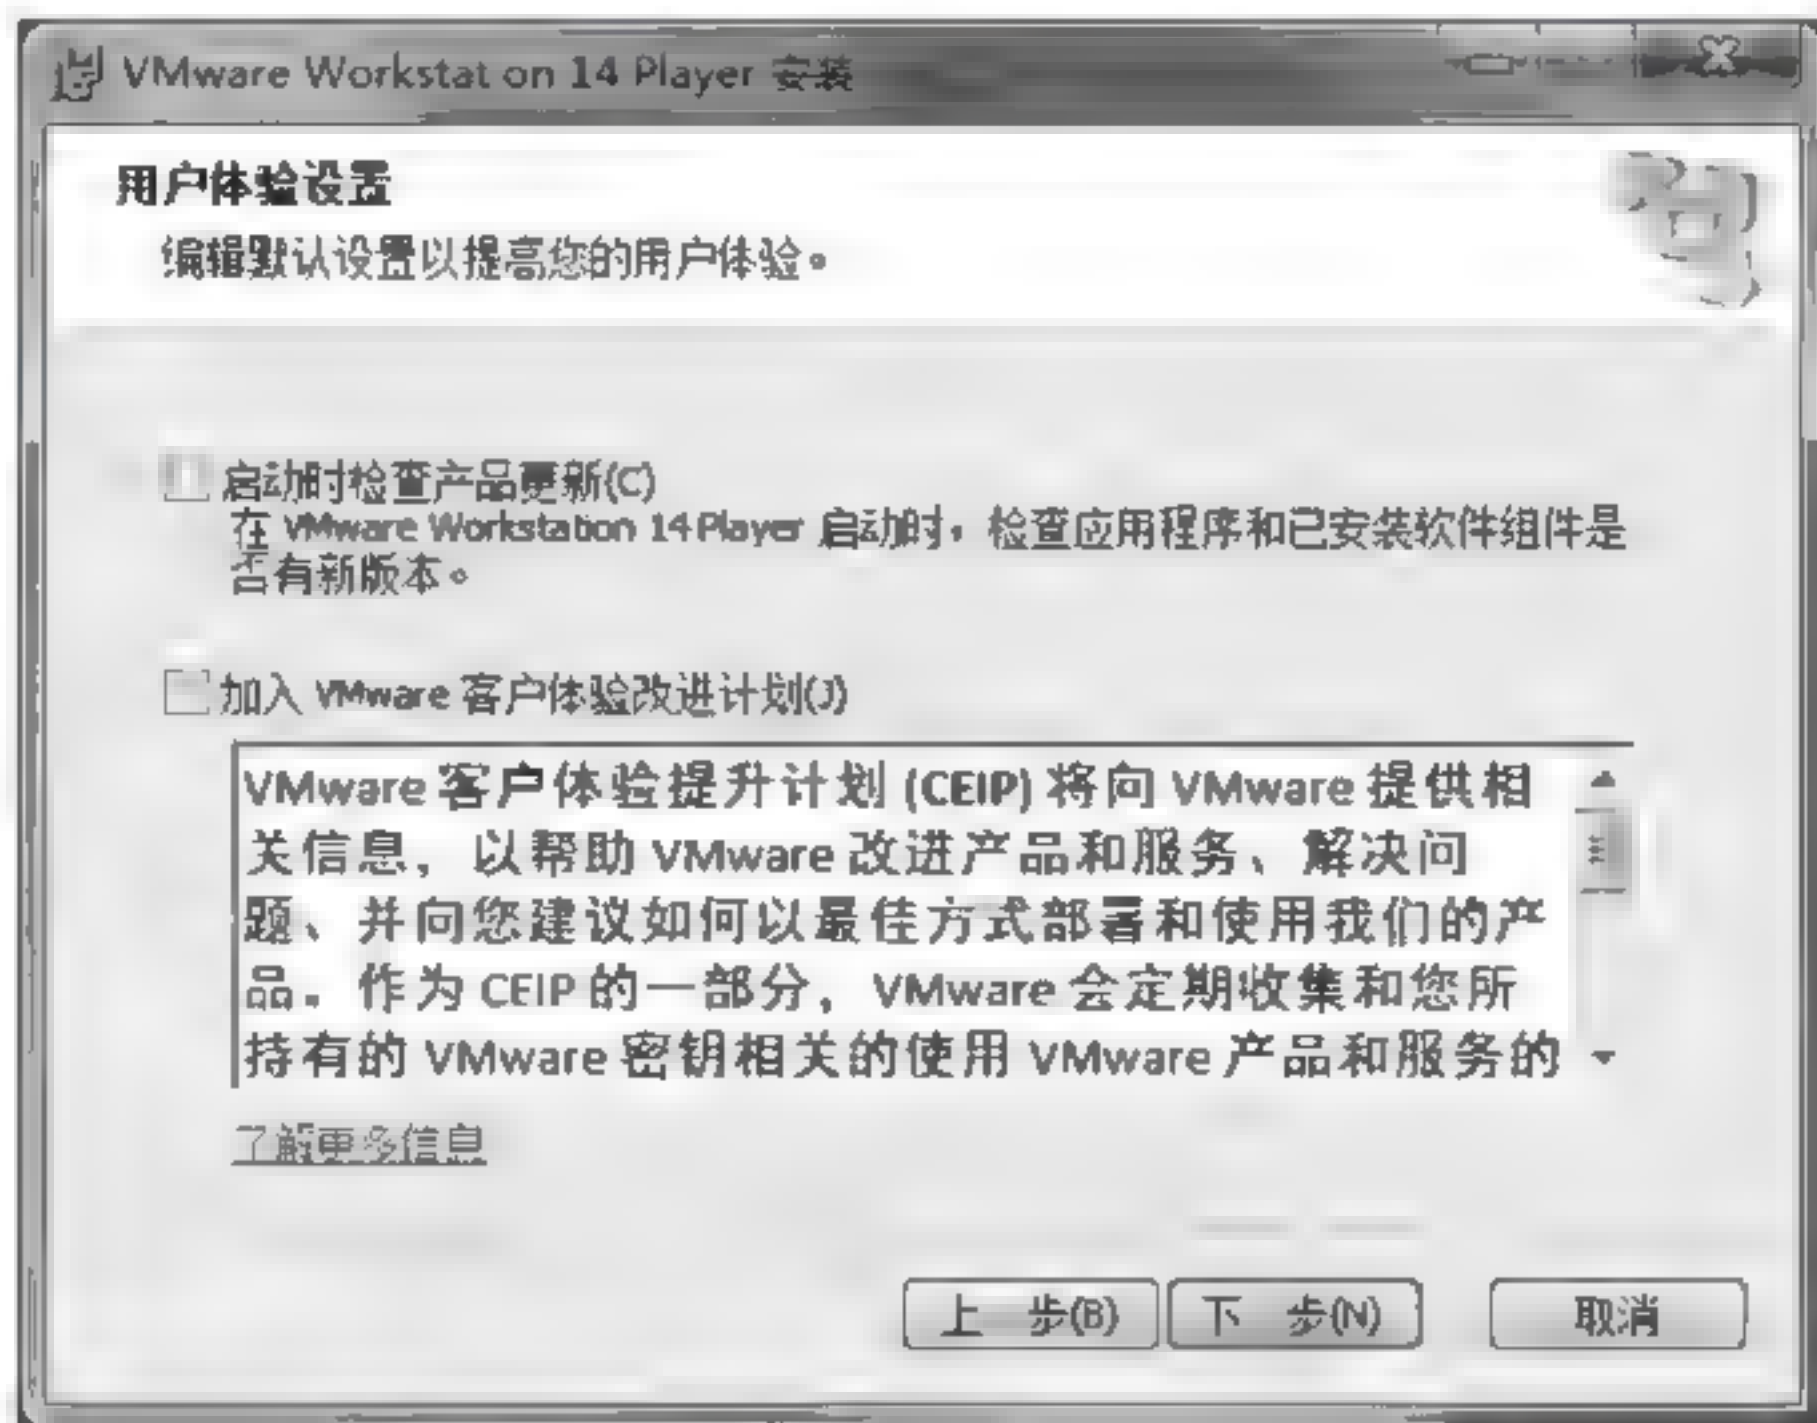 VMware Workstation 14 Player 安装
用户体验设置
编辑默认设置以提高您的用户体验。
启动时检查产品更新(C)
在 VMware Workstation 14 Player 启动时，检查应用程序和已安装软件组件是
否有新版本。
加入 VMware 客户体验改进计划(J)
VMware 客户体验提升计划 (CEIP) 将向 VMware 提供相
关信息，以帮助 VMware 改进产品和服务、解决问
题、并向您建议如何以最佳方式部署和使用我们的产
品。作为 CEIP 的一部分，VMware 会定期收集和您所
持有的 VMware 密钥相关的使用 VMware 产品和服务的
了解更多信息
上一步(B) 下一步(N) 取消